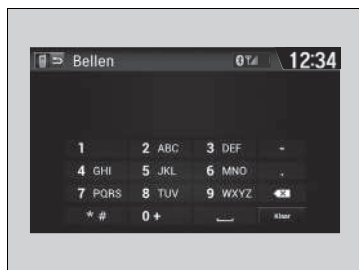 Bellen 12:34
1 2 ABC 3 DEF -
4 GHI 5 JKL 6 MNO .
7 PQRS 8 TUV 9 WXYZ
* # 0 + Klaar